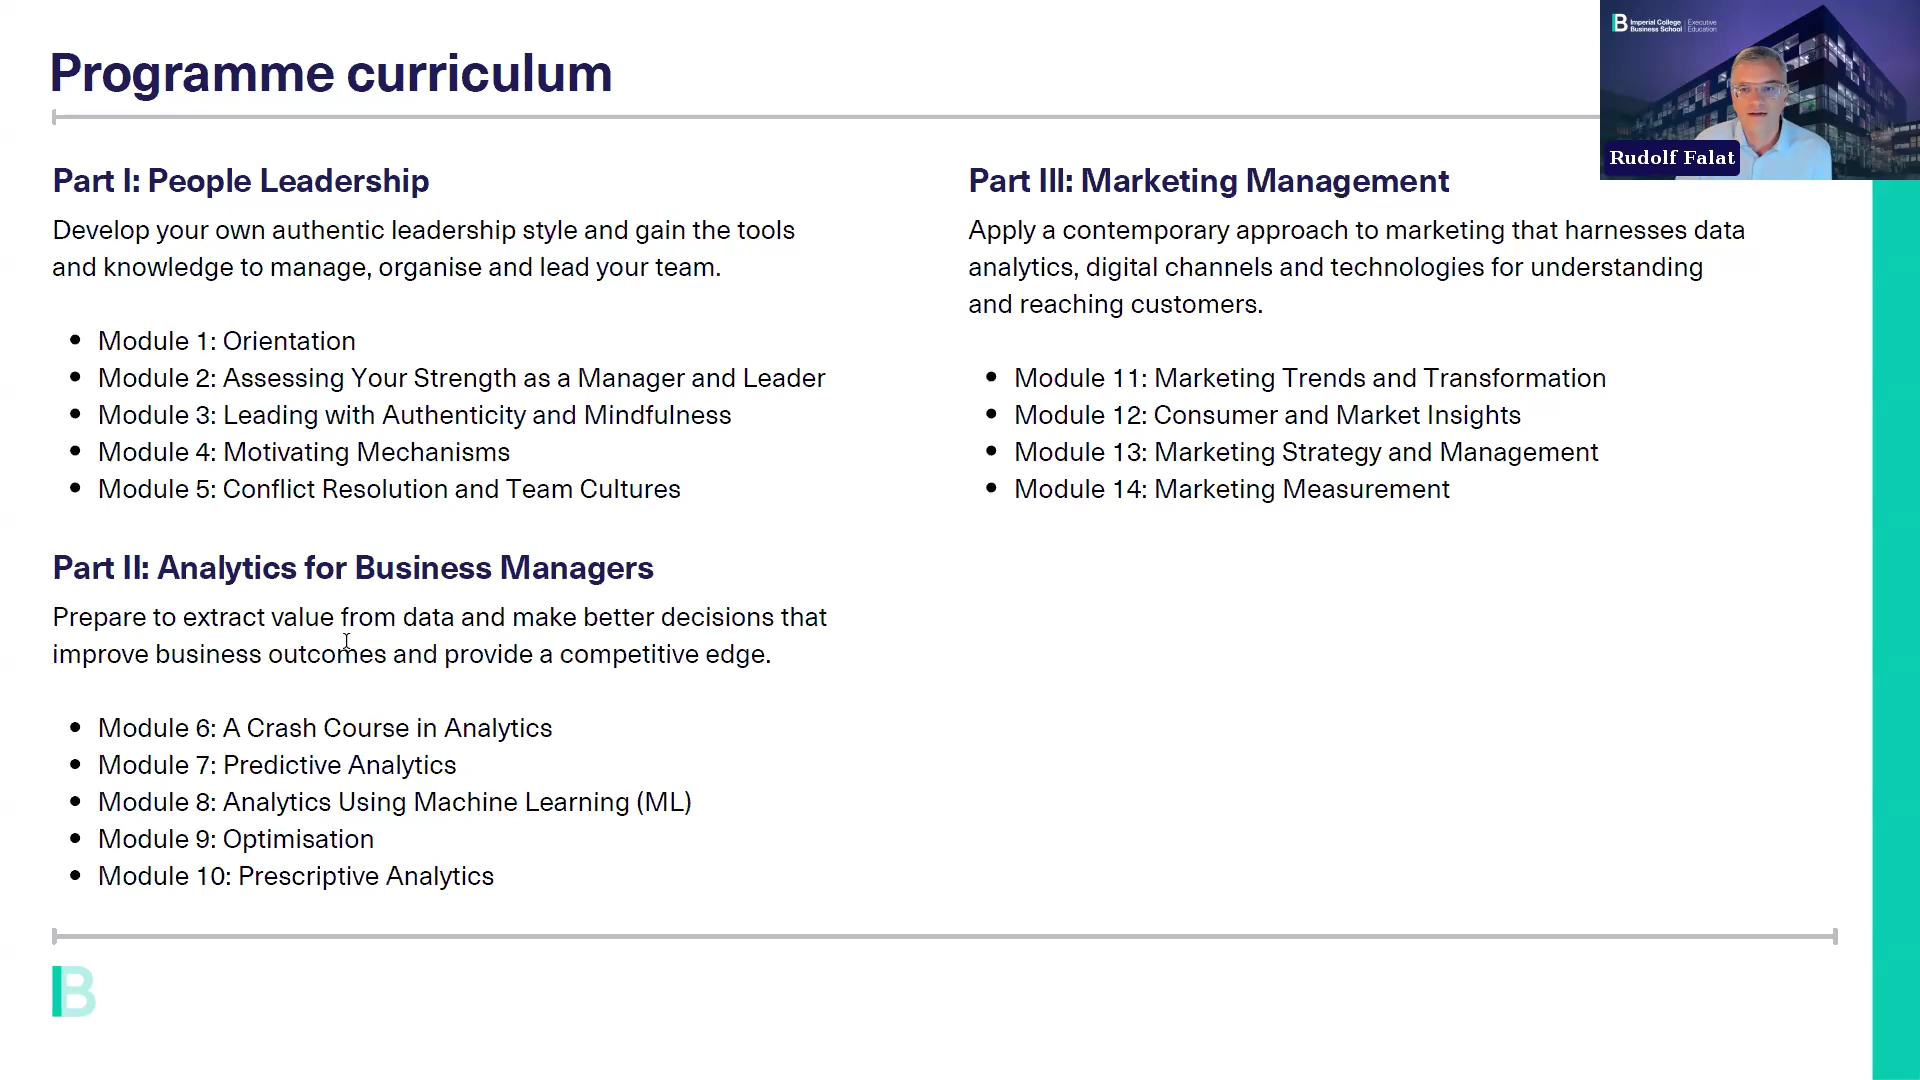 Programme curriculum
Part I: People Leadership
Develop your own authentic leadership style and gain the tools
and knowledge to manage, organise and lead your team.
Module 1: Orientation
Module 2: Assessing Your Strength as a Manager and Leader
Module 3: Leading with Authenticity and Mindfulness
Module 4: Motivating Mechanisms
Module 5: Conflict Resolution and Team Cultures
Part II: Analytics for Business Managers
Prepare to extract value from data and make better decisions that
improve business outcomes and provide a competitive edge.
Module 6: A Crash Course in Analytics
Module 7: Predictive Analytics
Module 8: Analytics Using Machine Learning (ML)
Module 9: Optimisation
Module 10: Prescriptive Analytics
Part III: Marketing Management
Apply a contemporary approach to marketing that harnesses data
analytics, digital channels and technologies for understanding
and reaching customers.
Module 11: Marketing Trends and Transformation
Module 12: Consumer and Market Insights
Module 13: Marketing Strategy and Management
Module 14: Marketing Measurement
B
Imperial College
Business School
Executive
Education
Rudolf Falat
B